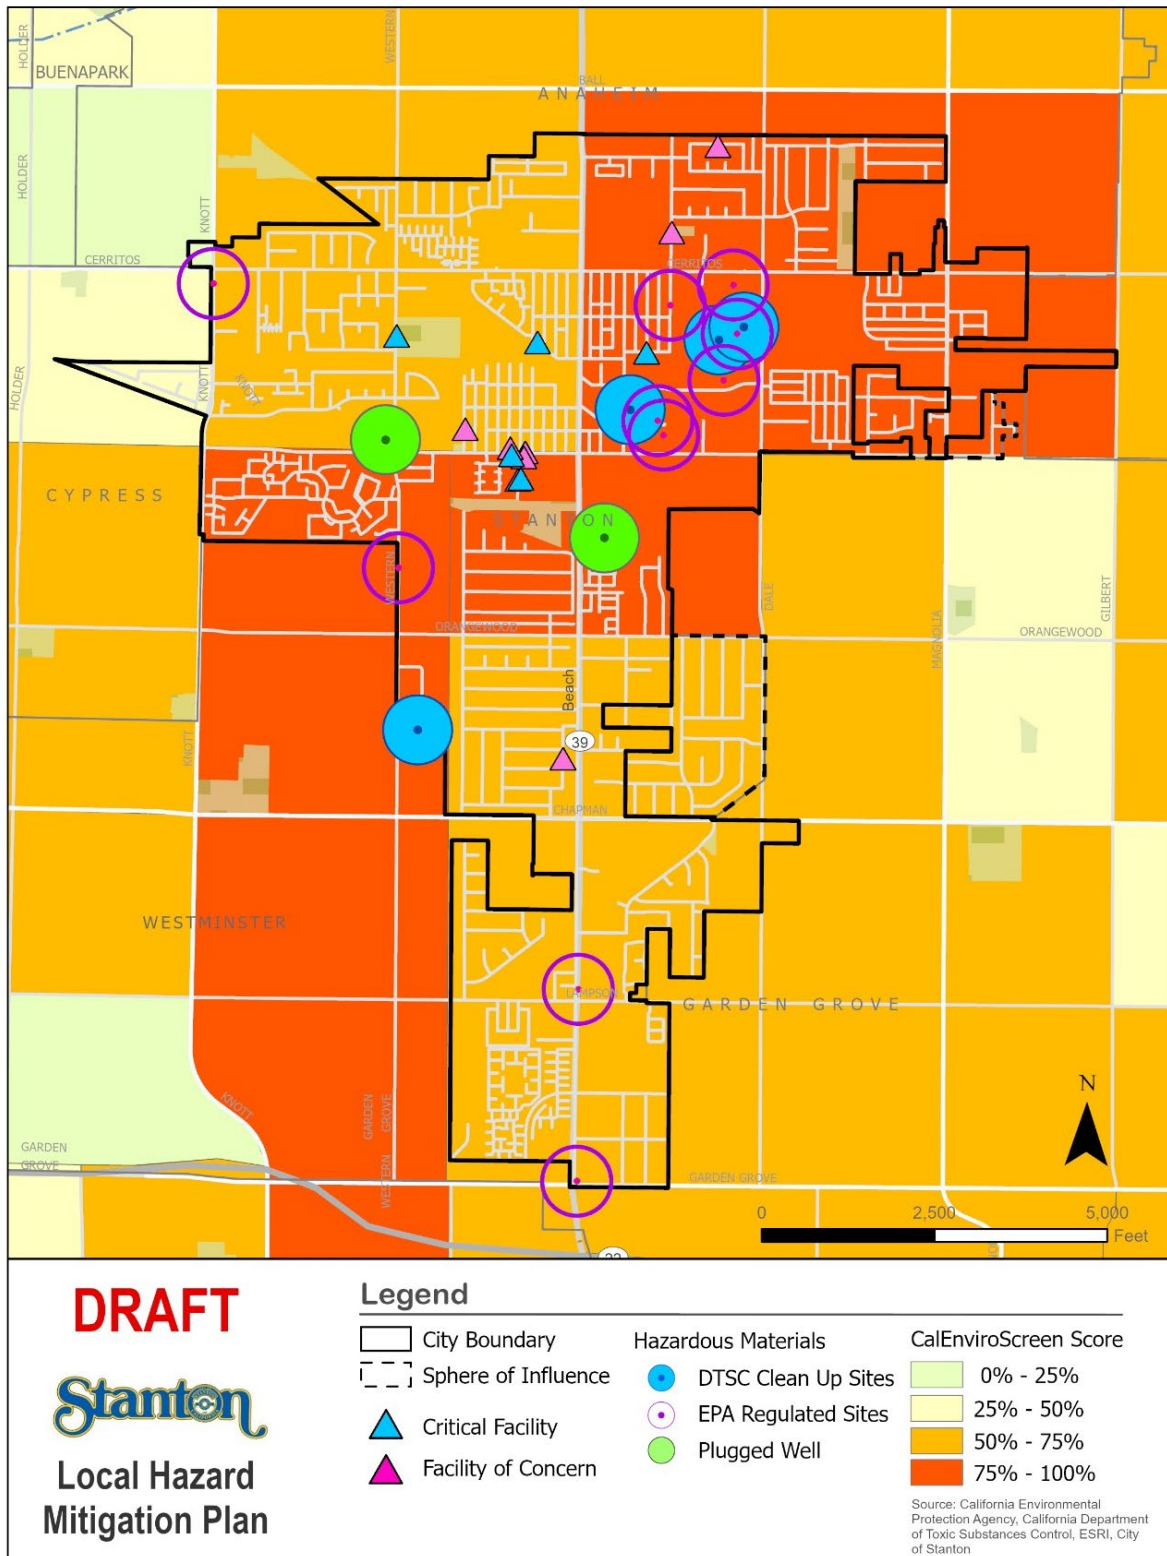 HOLDER
WESTERN
BUENAPARK
BALL
ANAHEIM
HOLDER
KNOTT
CERRITOS
CERRITOS
HOLDER
KNOTT
KNOTT
CYPRESS
STANTON
WESTERN
DALE
GILBERT
MAGNOLIA
ORANGEWOOD
ORANGEWOOD
Beach
39
KNOTT
CHAPMAN
WESTMINSTER
LAMPSON
GARDEN GROVE
N
KNOTT
GARDEN
GROVE
WESTERN
GARDEN
GROVE
GARDEN GROVE
0
2,500
5,000
Feet
22
DRAFT
Stanton
Local Hazard
Mitigation Plan
Legend
City Boundary
Sphere of Influence
Critical Facility
Facility of Concern
Hazardous Materials
DTSC Clean Up Sites
EPA Regulated Sites
Plugged Well
CalEnviroScreen Score
0% - 25%
25% - 50%
50% - 75%
75% - 100%
Source: California Environmental
Protection Agency, California Department
of Toxic Substances Control, ESRI, City
of Stanton